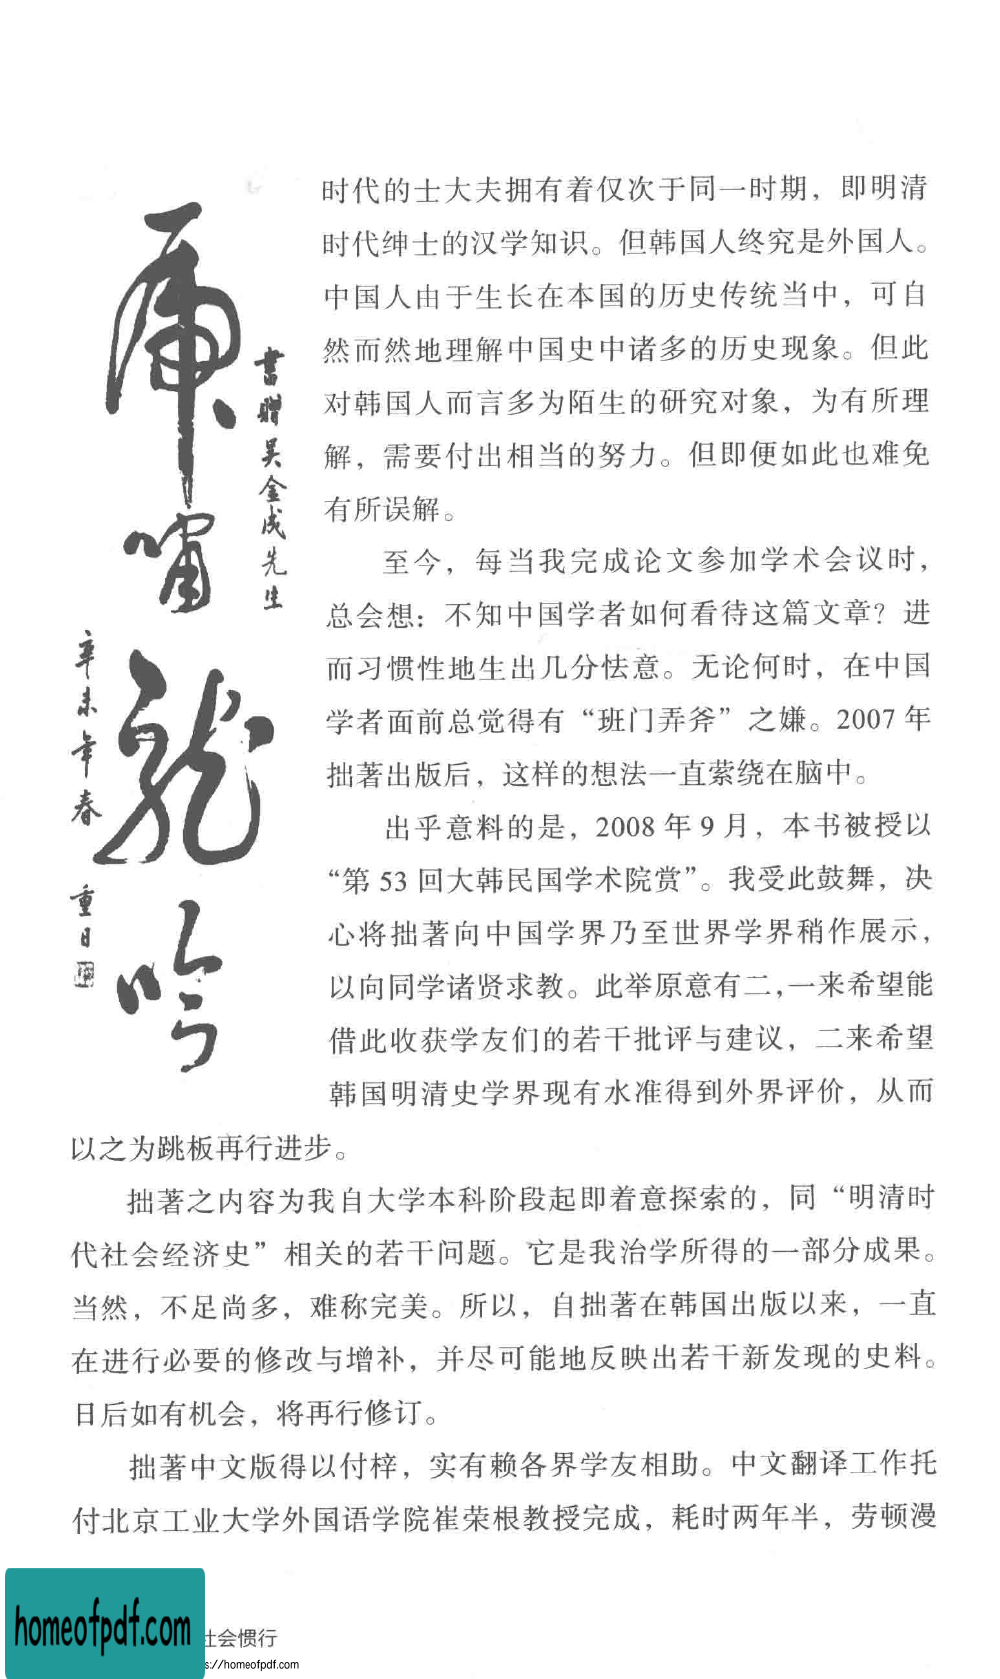 虎啸龙吟
書贈吴金成先生
辛未年春
重日
时代的士大夫拥有着仅次于同一时期，即明清
时代绅士的汉学知识。但韩国人终究是外国人。
中国人由于生长在本国的历史传统当中，可自
然而然地理解中国史中诸多的历史现象。但此
对韩国人而言多为陌生的研究对象，为有所理
解，需要付出相当的努力。但即便如此也难免
有所误解。
至今，每当我完成论文参加学术会议时，
总会想：不知中国学者如何看待这篇文章？进
而习惯性地生出几分怯意。无论何时，在中国
学者面前总觉得有“班门弄斧”之嫌。2007 年
拙著出版后，这样的想法一直萦绕在脑中。
出乎意料的是，2008 年 9 月，本书被授以
“第 53 回大韩民国学术院赏”。我受此鼓舞，决
心将拙著向中国学界乃至世界学界稍作展示，
以向同学诸贤求教。此举原意有二，一来希望能
借此收获学友们的若干批评与建议，二来希望
韩国明清史学界现有水准得到外界评价，从而
以之为跳板再行进步。
拙著之内容为我自大学本科阶段起即着意探索的，同“明清时
代社会经济史”相关的若干问题。它是我治学所得的一部分成果。
当然，不足尚多，难称完美。所以，自拙著在韩国出版以来，一直
在进行必要的修改与增补，并尽可能地反映出若干新发现的史料。
日后如有机会，将再行修订。
拙著中文版得以付梓，实有赖各界学友相助。中文翻译工作托
付北京工业大学外国语学院崔荣根教授完成，耗时两年半，劳顿漫
homeofpdf.com
社会惯行
s://homeofpdf.com